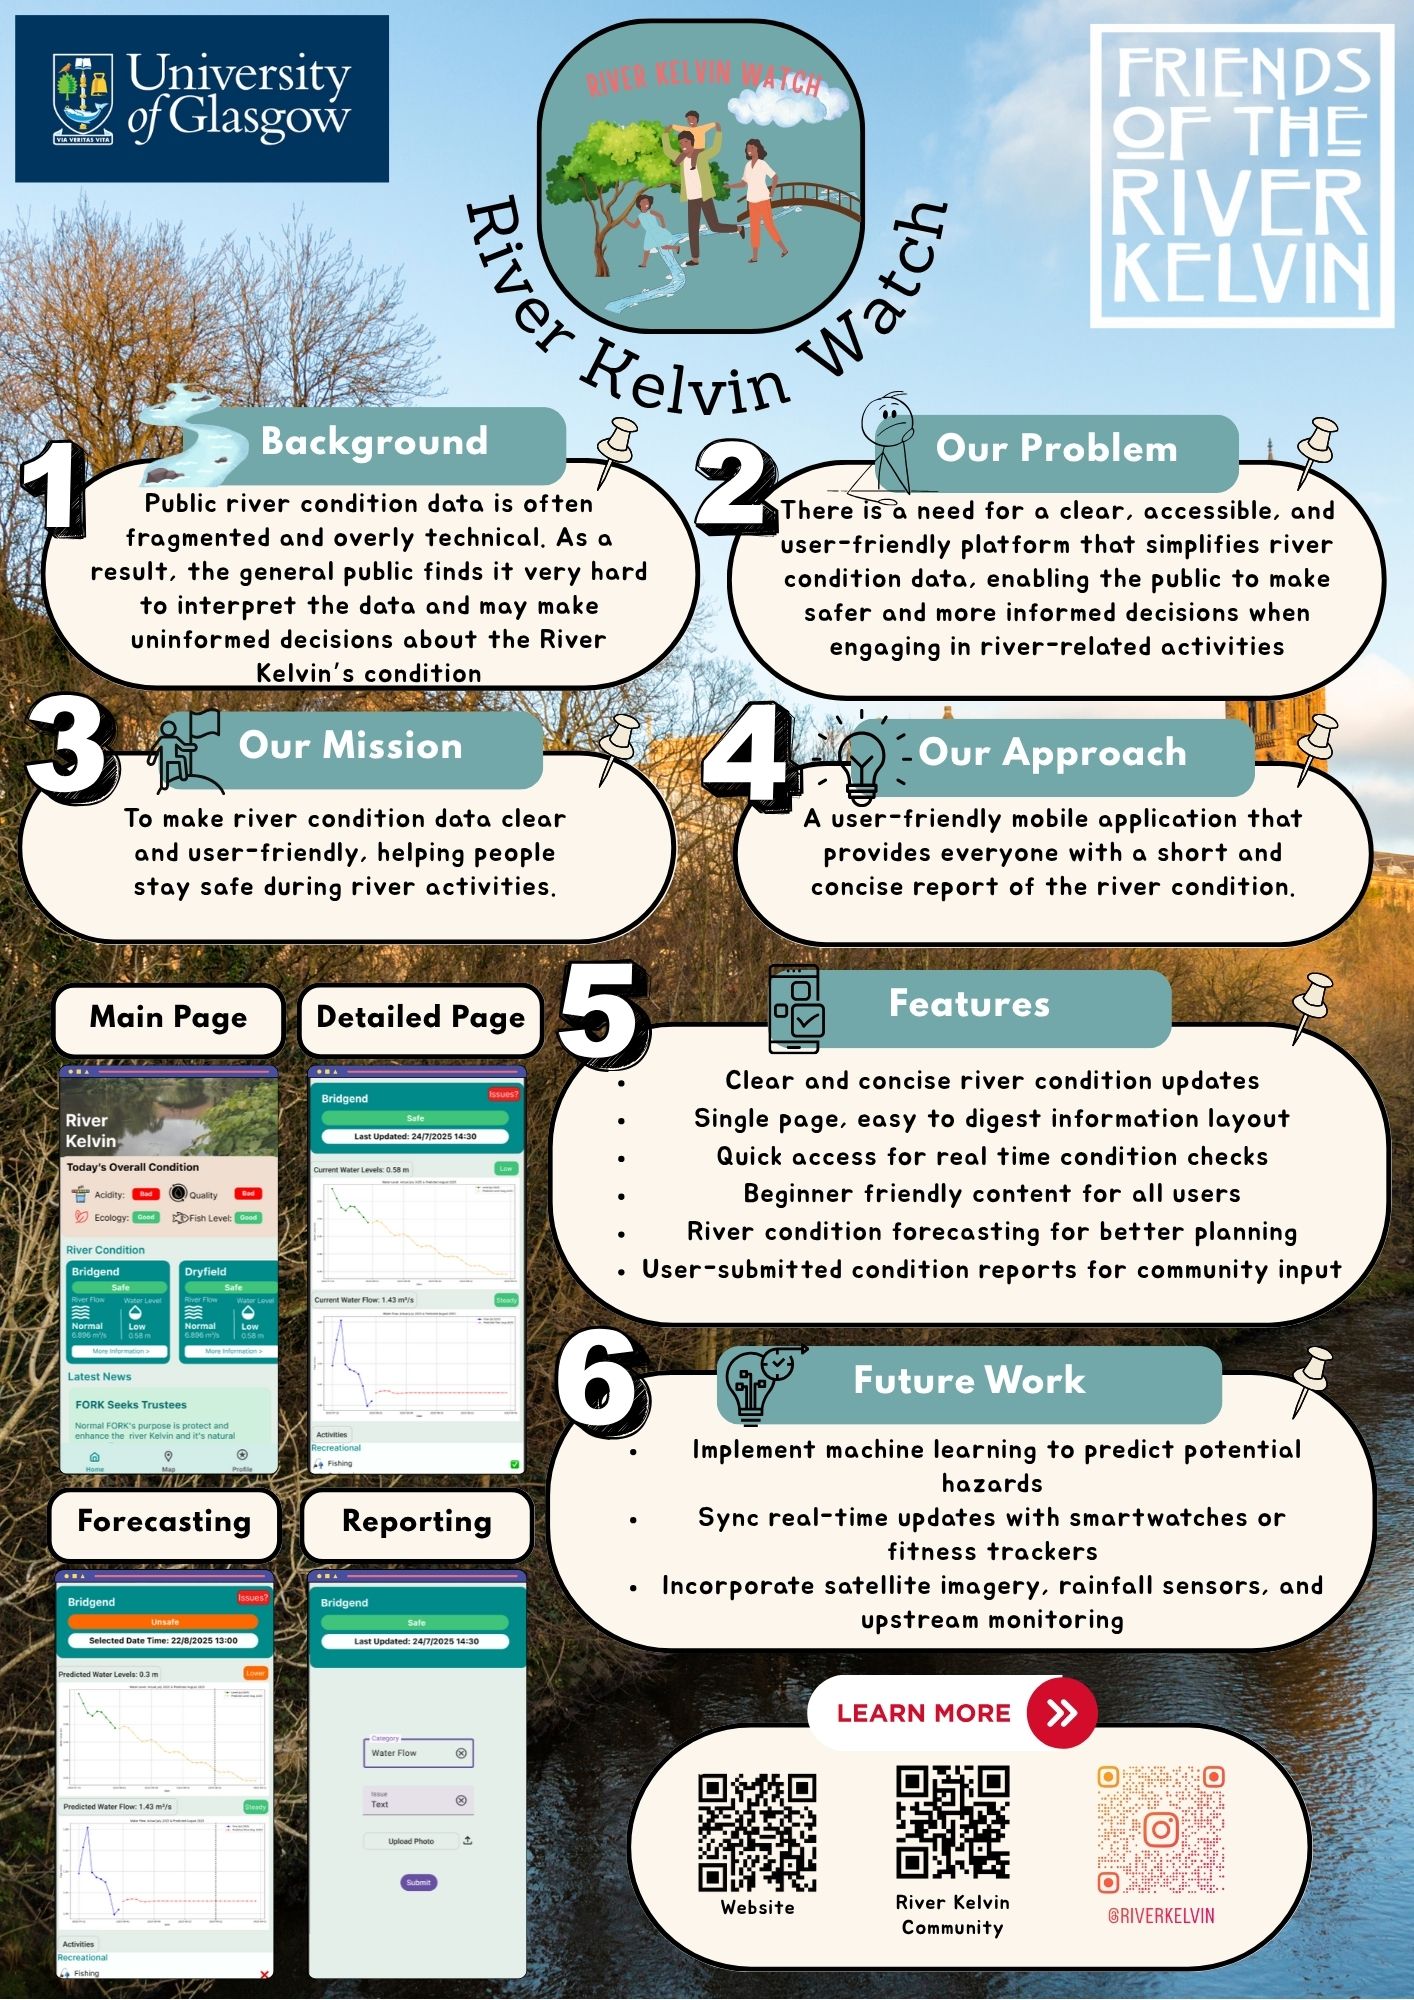 University
of Glasgow
VIA VERITAS VITA
RIVER KELVIN WATCH
River Kelvin Watch
FRIENDS
OF THE
RIVER
KELVIN
1
Background
Public river condition data is often
fragmented and overly technical. As a
result, the general public finds it very hard
to interpret the data and may make
uninformed decisions about the River
Kelvin's condition
2
Our Problem
There is a need for a clear, accessible, and
user-friendly platform that simplifies river
condition data, enabling the public to make
safer and more informed decisions when
engaging in river-related activities
3
Our Mission
To make river condition data clear
and user-friendly, helping people
stay safe during river activities.
4
Our Approach
A user-friendly mobile application that
provides everyone with a short and
concise report of the river condition.
Main Page
River
Kelvin
Today's Overall Condition
Acidity: Bad Quality Bad
Ecology: Good Fish Level: Good
River Condition
Bridgend
Safe
River Flow Water Level
Normal Low
6.896 m³/s 0.58 m
More Information >
Dryfield
Safe
River Flow Water Level
Normal Low
6.896 m³/s 0.58 m
More Information >
Latest News
FORK Seeks Trustees
Normal FORK's purpose is protect and
enhance the river Kelvin and it's natural
Home Map Profile
Detailed Page
Issues?
Bridgend
Safe
Last Updated: 24/7/2025 14:30
Current Water Levels: 0.58 m Low
Current Water Flow: 1.43 m³/s Steady
Activities
Recreational
Fishing
5
Features
• Clear and concise river condition updates
• Single page, easy to digest information layout
• Quick access for real time condition checks
• Beginner friendly content for all users
• River condition forecasting for better planning
• User-submitted condition reports for community input
6
Future Work
• Implement machine learning to predict potential
hazards
• Sync real-time updates with smartwatches or
fitness trackers
• Incorporate satellite imagery, rainfall sensors, and
upstream monitoring
Forecasting
Issues?
Bridgend
Unsafe
Selected Date Time: 22/8/2025 13:00
Predicted Water Levels: 0.3 m Lower
Predicted Water Flow: 1.43 m³/s Steady
Activities
Recreational
Fishing
Reporting
Bridgend
Safe
Last Updated: 24/7/2025 14:30
Category
Water Flow
Issue
Text
Upload Photo
Submit
LEARN MORE
Website
River Kelvin
Community
@RIVERKELVIN